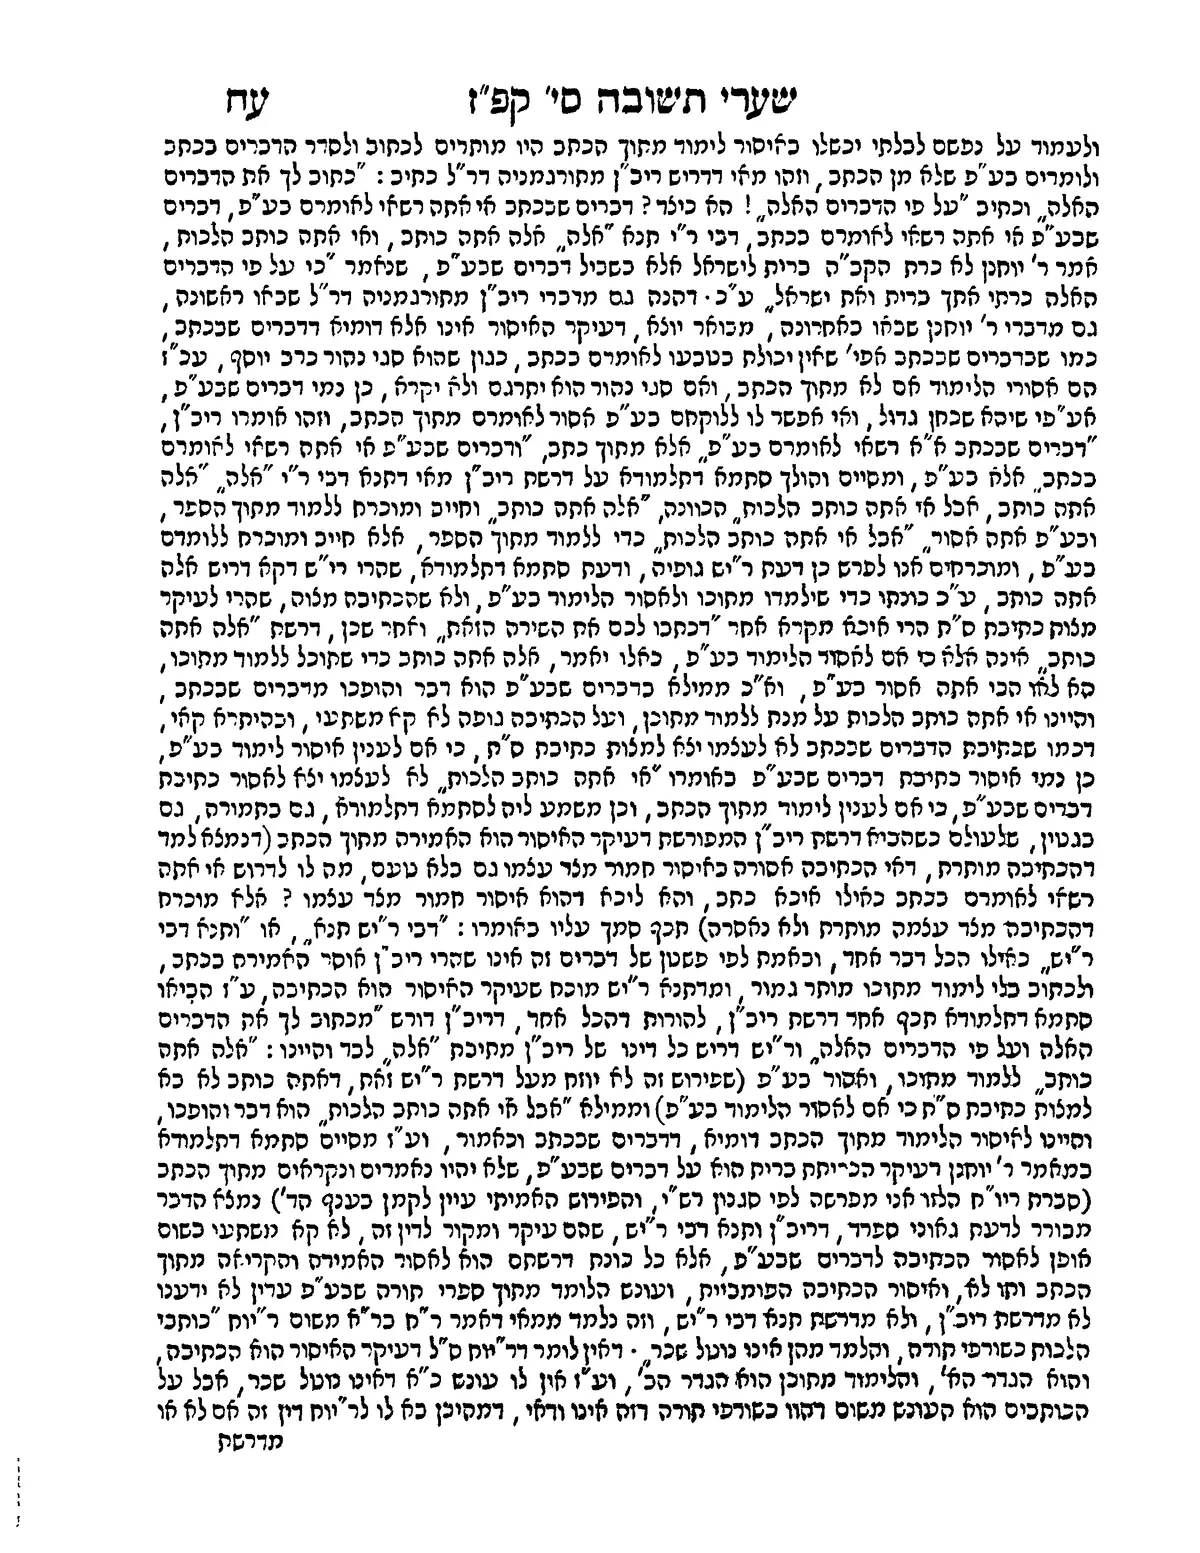 שערי תשובה סי' קפ"ז עח
ולעמוד על נפשם לבלתי יכשלו באיסור לימוד מתוך הכתב היו מותרים לכתוב ולסדר הדברים בכתב
ולומדים בע"פ שלא מן הכתב, וזהו מאי דדריש ריב"ן מתורגמניה דר"ל כתיב: "כתוב לך את הדברים
האלה„ וכתיב "על פי הדברים האלה„! הא כיצד? דברים שבכתב אי אתה רשאי לאומרם בע"פ, דברים
שבע"פ אי אתה רשאי לאומרם בכתב, דבי ר"י תנא "אלה„ אלה אתה כותב, ואי אתה כותב הלכות,
אמר ר' יוחנן לא כרת הקב"ה ברית לישראל אלא בשביל דברים שבע"פ, שנאמר "כי על פי הדברים
האלה כרתי אתך ברית ואת ישראל„ ע"כ. דהנה גם מדברי ריב"ן מתורגמניה דר"ל שבאו ראשונה,
גם מדברי ר' יוחנן שבאו באחרונה, מבואר יוצא, דעיקר האיסור אינו אלא דומיא דדברים שבכתב,
כמו שבדברים שבכתב אפי' שאין יכולת בטבעו לאומרם בכתב, כגון שהוא סגי נהור כרב יוסף, עכ"ז
הם אסורי הלימוד אם לא מתוך הכתב, ואם סגי נהור הוא יתרגם ולא יקרא, כן נמי דברים שבע"פ,
אע"פי שיהא שכחן גדול, ואי אפשר לו ללוקחם בע"פ אסור לאומרם מתוך הכתב, וזהו אומרו ריב"ן,
"דברים שבכתב א"א רשאי לאומרם בע"פ„ אלא מתוך כתב, "ודברים שבע"פ אי אתה רשאי לאומרם
בכתב„ אלא בע"פ, ומסיים והולך סתמא דתלמודא על דרשת ריב"ן מאי דתנא דבי ר"י "אלה„ "אלה
אתה כותב, אבל אי אתה כותב הלכות„ הכוונה, "אלה אתה כותב„ וחייב ומוכרח ללמוד מתוך הספר,
ובע"פ אתה אסור„ "אבל אי אתה כותב הלכות„ כדי ללמוד מתוך הספר, אלא חייב ומוכרח ללומדם
בע"פ, ומוכרחים אנו לפרש כן דעת ר"יש גופיה, ודעת סתמא דתלמודא, שהרי רי"ש דקא דריש אלה
אתה כותב, ע"כ כונתו כדי שילמדו מתוכו ולאסור הלימוד בע"פ, ולא שהכתיבה מצוה, שהרי לעיקר
מצות כתיבת ס"ת הרי איכא מקרא אחר "דכתבו לכם את השירה הזאת„ ואחר שכן, דרשת "אלה אתה
כותב„ אינה אלא כי אם לאסור הלימוד בע"פ, כאלו יאמר, אלה אתה כותב כדי שתוכל ללמוד מתוכו,
הא לאו הכי אתה אסור בע"פ, וא"כ ממילא בדברים שבע"פ הוא דבר והופכו מדברים שבכתב,
והיינו אי אתה כותב הלכות על מנת ללמוד מתוכן, ועל הכתיבה גופה לא קא משתעי, ובהיתרא קאי,
דכמו שכתיבת הדברים שבכתב לא לעצמו יצא למצות כתיבת ס"ת, כי אם לענין איסור לימוד בע"פ,
כן נמי איסור כתיבת דברים שבע"פ באומרו "אי אתה כותב הלכות„ לא לעצמו יצא לאסור כתיבת
דברים שבע"פ, כי אם לענין לימוד מתוך הכתב, וכן משמע ליה לסתמא דתלמודא, גם בתמורה, גם
בגטין, שלעולם כשהביא דרשת ריב"ן המפורשת דעיקר האיסור הוא האמירה מתוך הכתב (דנמצא למד
דהכתיבה מותרת, דאי הכתיבה אסורה באיסור חמור מצד עצמו גם בלא טעם, מה לו לדרוש אי אתה
רשאי לאומרם בכתב כאילו איכא כתב, והא ליכא דהוא איסור חמור מצד עצמו? אלא מוכרח
דהכתיבה מצד עצמה מותרת ולא נאסרה) תכף סמך עליו באומרו: "דבי ר"יש תנא„, או "ותנא דבי
ר"יש„ כאילו הכל דבר אחד, ובאמת לפי פשטן של דברים זה אינו שהרי ריב"ן אוסר האמירה בכתב,
ולכתוב בלי לימוד מתוכו מותר גמור, ומדתנא ר"יש מוכח שעיקר האיסור הוא הכתיבה, ע"ז הביאו
סתמא דתלמודא תכף אחר דרשת ריב"ן, להורות דהכל אחד, דריב"ן דורש "מכתוב לך את הדברים
האלה ועל פי הדברים האלה„ ור"יש דריש כל דינו של ריב"ן מתיבת "אלה„ לבד והיינו: "אלה אתה
כותב„ ללמוד מתוכו, ואסור בע"פ (שפירוש זה לא יוזח מעל דרשת ר"יש זאת, דאתה כותב לא בא
למצות כתיבת ס"ת כי אם לאסור הלימוד בע"פ) וממילא "אבל אי אתה כותב הלכות„ הוא דבר והופכו,
והיינו לאיסור הלימוד מתוך הכתב דומיא, דדברים שבכתב וכאמור, וע"ז מסיים סתמא דתלמודא
במאמר ר' יוחנן דעיקר הכריתת ברית הוא על דברים שבע"פ, שלא יהיו נאמרים ונקראים מתוך הכתב
(סברת ריו"ח הלזו אני מפרשה לפי סגנון רש"י, והפירוש האמיתי עיין לקמן בענף הד') נמצא הדבר
מבורר לדעת גאוני ספרד, דריב"ן ותנא דבי ר"יש, שהם עיקר ומקור לדין זה, לא קא משתעי בשום
אופן לאסור הכתיבה לדברים שבע"פ, אלא כל כונת דרשתם הוא לאסור האמירה והקריאה מתוך
הכתב ותו לא, ואיסור הכתיבה הפומביית, ועונש הלומד מתוך ספרי תורה שבע"פ עדין לא ידענו
לא מדרשת ריב"ן, ולא מדרשת תנא דבי ר"יש, וזה נלמד ממאי דאמר ר"ח בר"א משום ר"יוח "כותבי
הלכות כשורפי תורה, והלמד מהן אינו נוטל שכר„. דאין לומר דר"יוח ס"ל דעיקר האיסור הוא הכתיבה,
והוא הגדר הא', והלימוד מתוכן הוא הגדר הב', וע"ז אין לו עונש כ"א דאינו נוטל שכר, אבל על
הכותבים הוא העונש משום דהוו כשורפי תורה דזה אינו ודאי, דמהיכן בא לו לר"יוח דין זה אם לא או
מדרשת